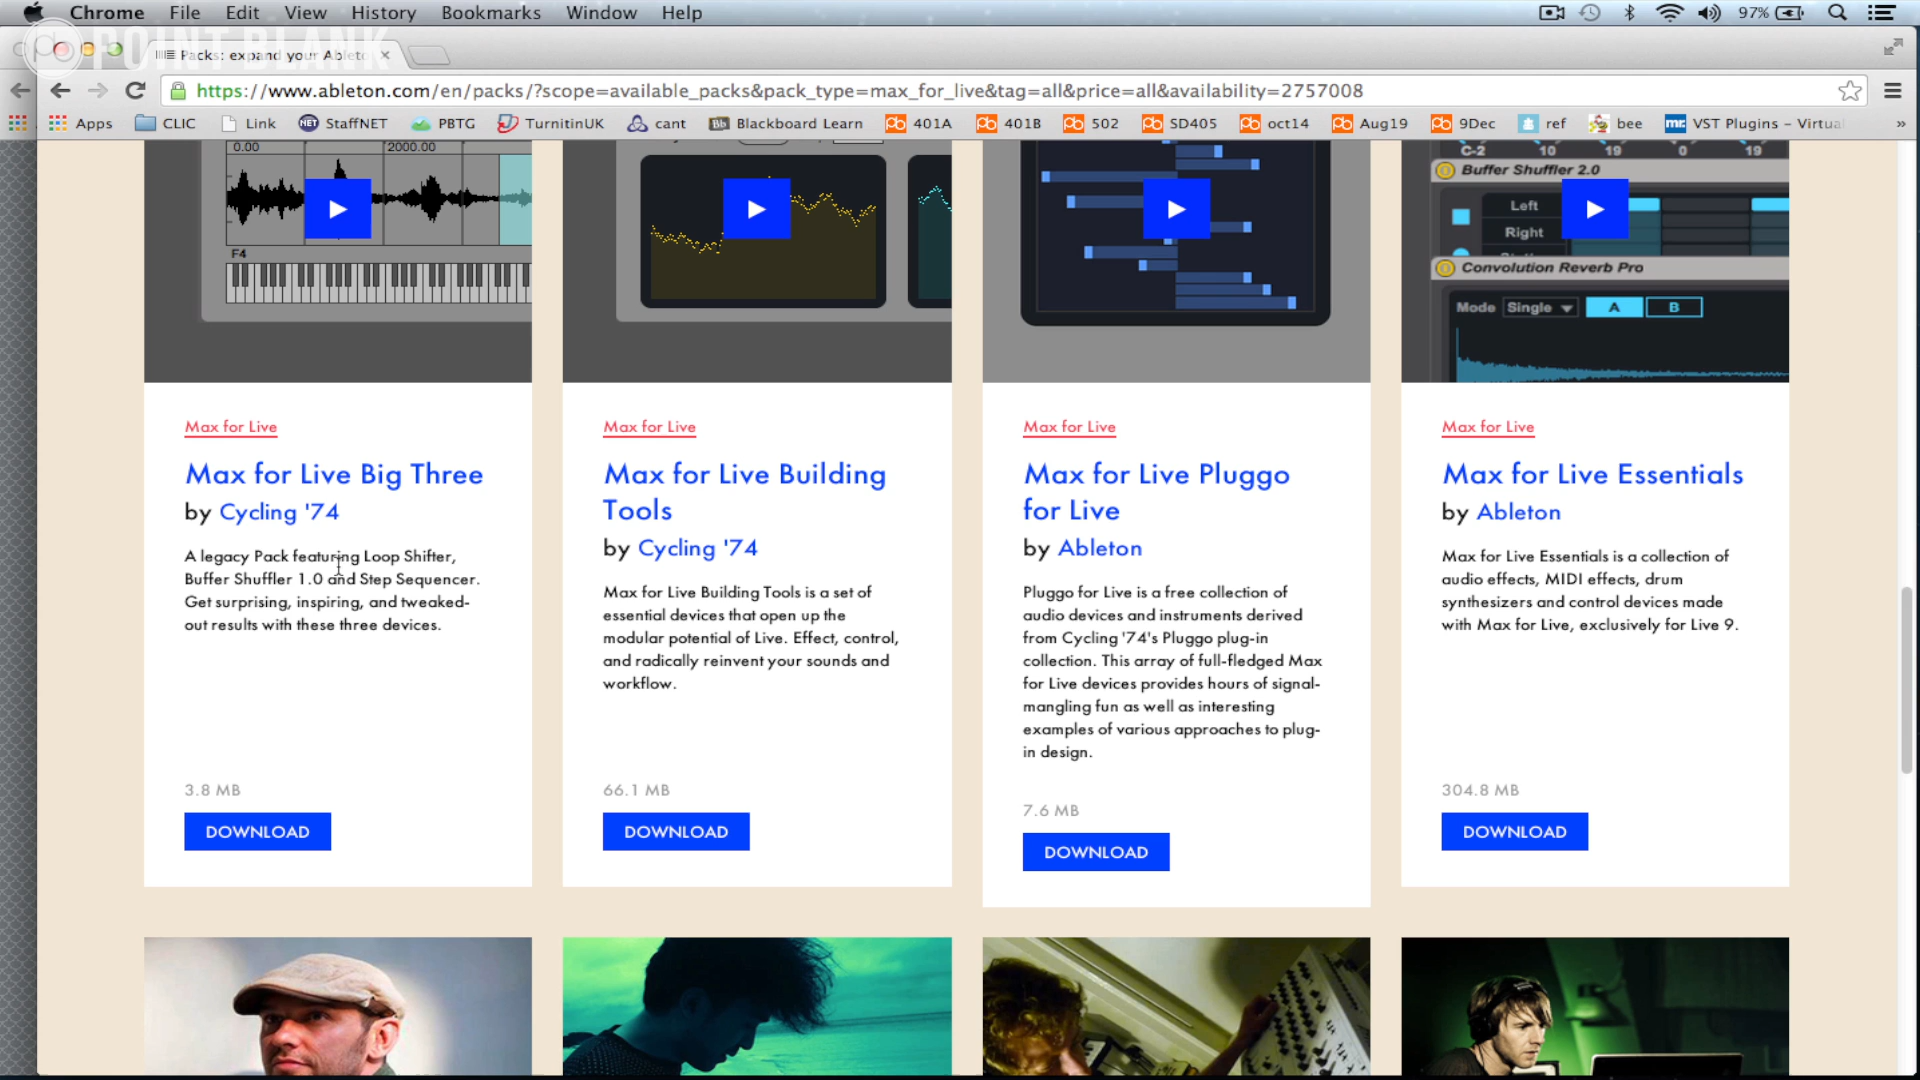 Chrome File Edit View History Bookmarks Window Help 97%
POINT BLANK
Packs: expand your Ableto
https://www.ableton.com/en/packs/?scope=available_packs&pack_type=max_for_live&tag=all&price=all&availability=2757008
Apps CLIC Link NET StaffNET PBTG TurnitinUK cant Bb Blackboard Learn 401A 401B 502 SD405 oct14 Aug19 9Dec ref bee mr. VST Plugins – Virtua »
0.00 2000.00
F4
C-2 10 19 0 19
Buffer Shuffler 2.0
Left
Right
Convolution Reverb Pro
Mode Single A B
Max for Live
Max for Live Big Three
by Cycling '74
A legacy Pack featuring Loop Shifter,
Buffer Shuffler 1.0 and Step Sequencer.
Get surprising, inspiring, and tweaked-
out results with these three devices.
3.8 MB
DOWNLOAD
Max for Live
Max for Live Building
Tools
by Cycling '74
Max for Live Building Tools is a set of
essential devices that open up the
modular potential of Live. Effect, control,
and radically reinvent your sounds and
workflow.
66.1 MB
DOWNLOAD
Max for Live
Max for Live Pluggo
for Live
by Ableton
Pluggo for Live is a free collection of
audio devices and instruments derived
from Cycling '74's Pluggo plug-in
collection. This array of full-fledged Max
for Live devices provides hours of signal-
mangling fun as well as interesting
examples of various approaches to plug-
in design.
7.6 MB
DOWNLOAD
Max for Live
Max for Live Essentials
by Ableton
Max for Live Essentials is a collection of
audio effects, MIDI effects, drum
synthesizers and control devices made
with Max for Live, exclusively for Live 9.
304.8 MB
DOWNLOAD